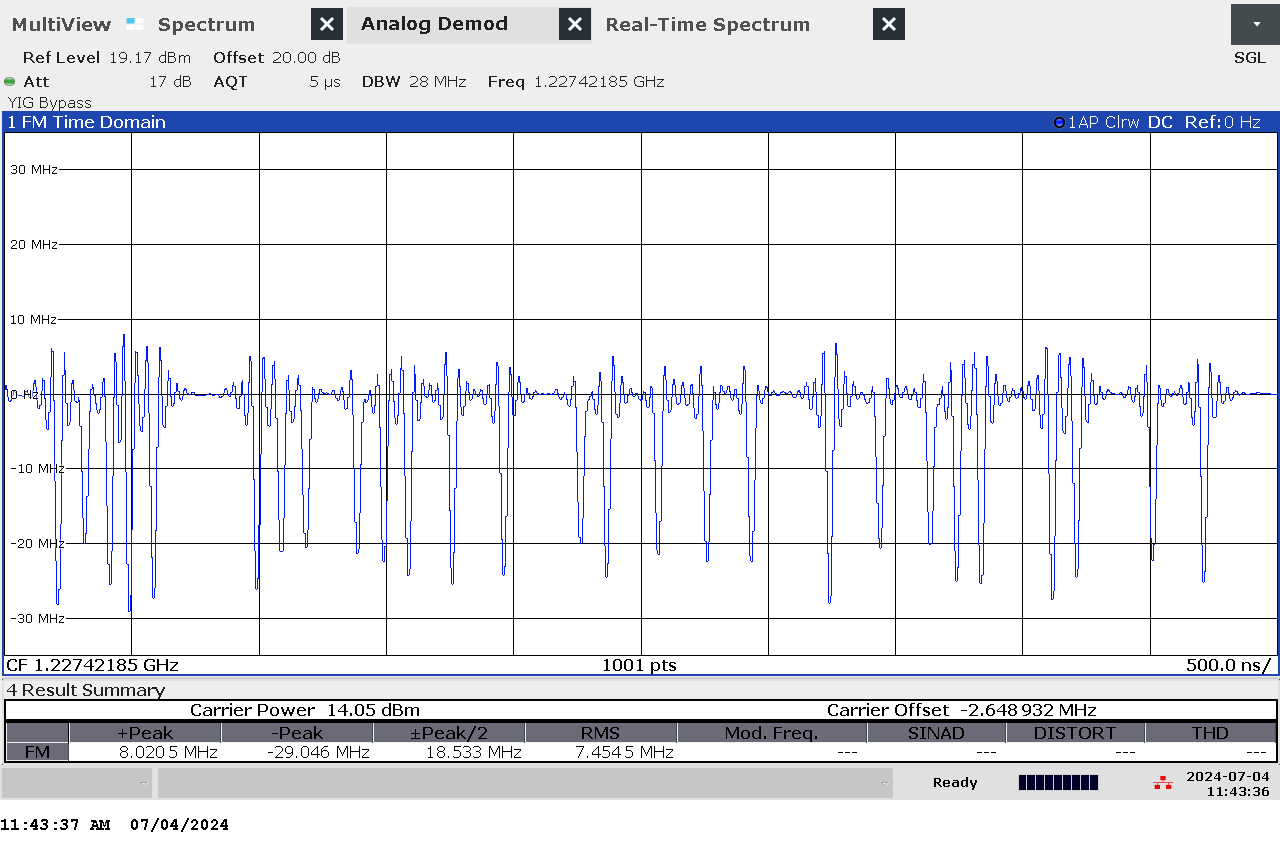 MultiView Spectrum Analog Demod Real-Time Spectrum
Ref Level 19.17 dBm Offset 20.00 dB SGL
Att 17 dB AQT 5 µs DBW 28 MHz Freq 1.22742185 GHz
YIG Bypass
1 FM Time Domain 1AP Clrw DC Ref:0 Hz
30 MHz
20 MHz
10 MHz
0 Hz
-10 MHz
-20 MHz
-30 MHz
CF 1.22742185 GHz 1001 pts 500.0 ns/
4 Result Summary
Carrier Power 14.05 dBm Carrier Offset -2.648 932 MHz
+Peak -Peak ±Peak/2 RMS Mod. Freq. SINAD DISTORT THD
FM 8.0205 MHz -29.046 MHz 18.533 MHz 7.4545 MHz --- --- --- ---
Ready 2024-07-04
11:43:36
11:43:37 AM 07/04/2024